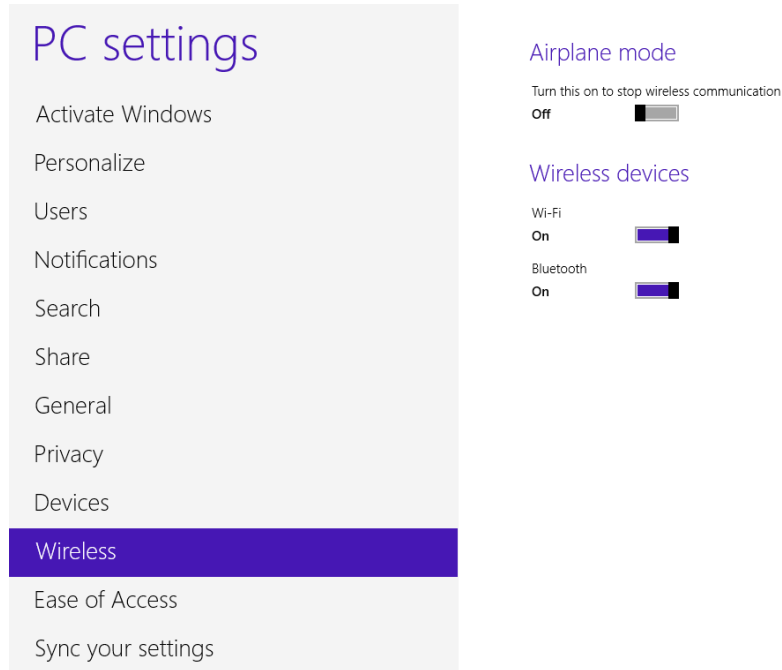 PC settings
Activate Windows
Personalize
Users
Notifications
Search
Share
General
Privacy
Devices
Wireless
Ease of Access
Sync your settings
Airplane mode
Turn this on to stop wireless communication
Off
Wireless devices
Wi-Fi
On
Bluetooth
On